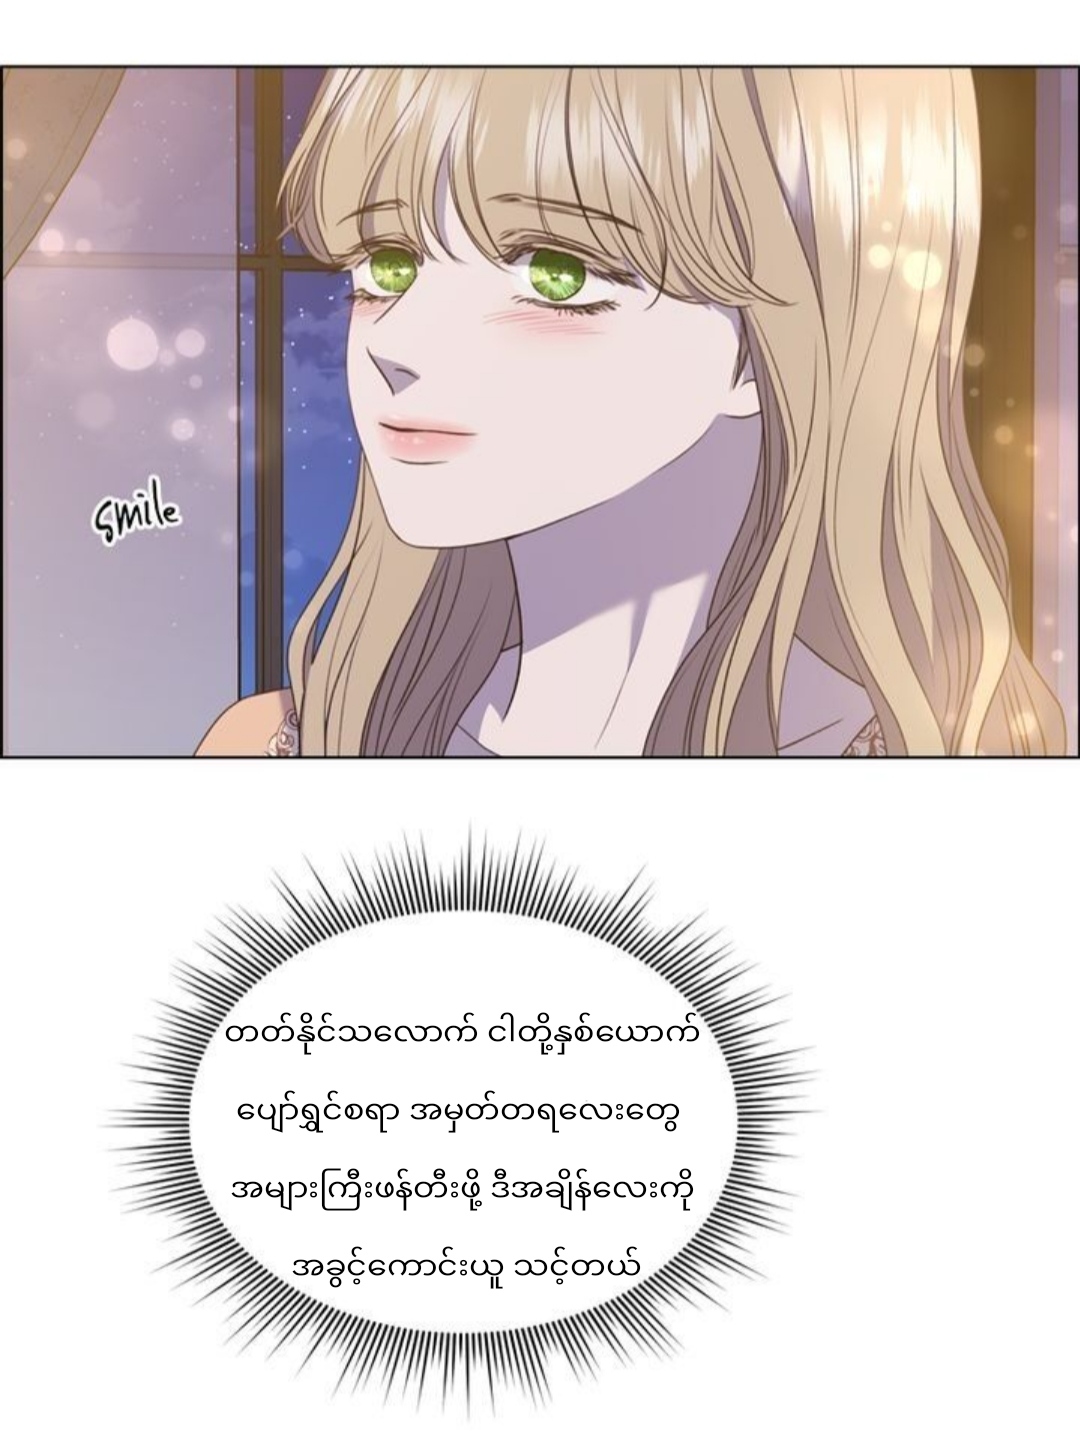 smile
တတ်နိုင်သလောက် ငါတို့နှစ်ယောက်
ပျော်ရွှင်စရာ အမှတ်တရလေးတွေ
အများကြီးဖန်တီးဖို့ ဒီအချိန်လေးကို
အခွင့်ကောင်းယူ သင့်တယ်